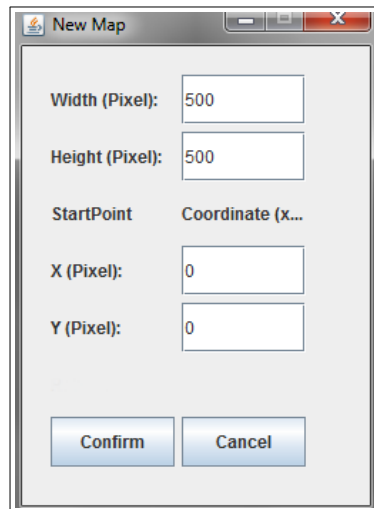 New Map
Width (Pixel): 500
Height (Pixel): 500
StartPoint Coordinate (x...
X (Pixel): 0
Y (Pixel): 0
Confirm Cancel